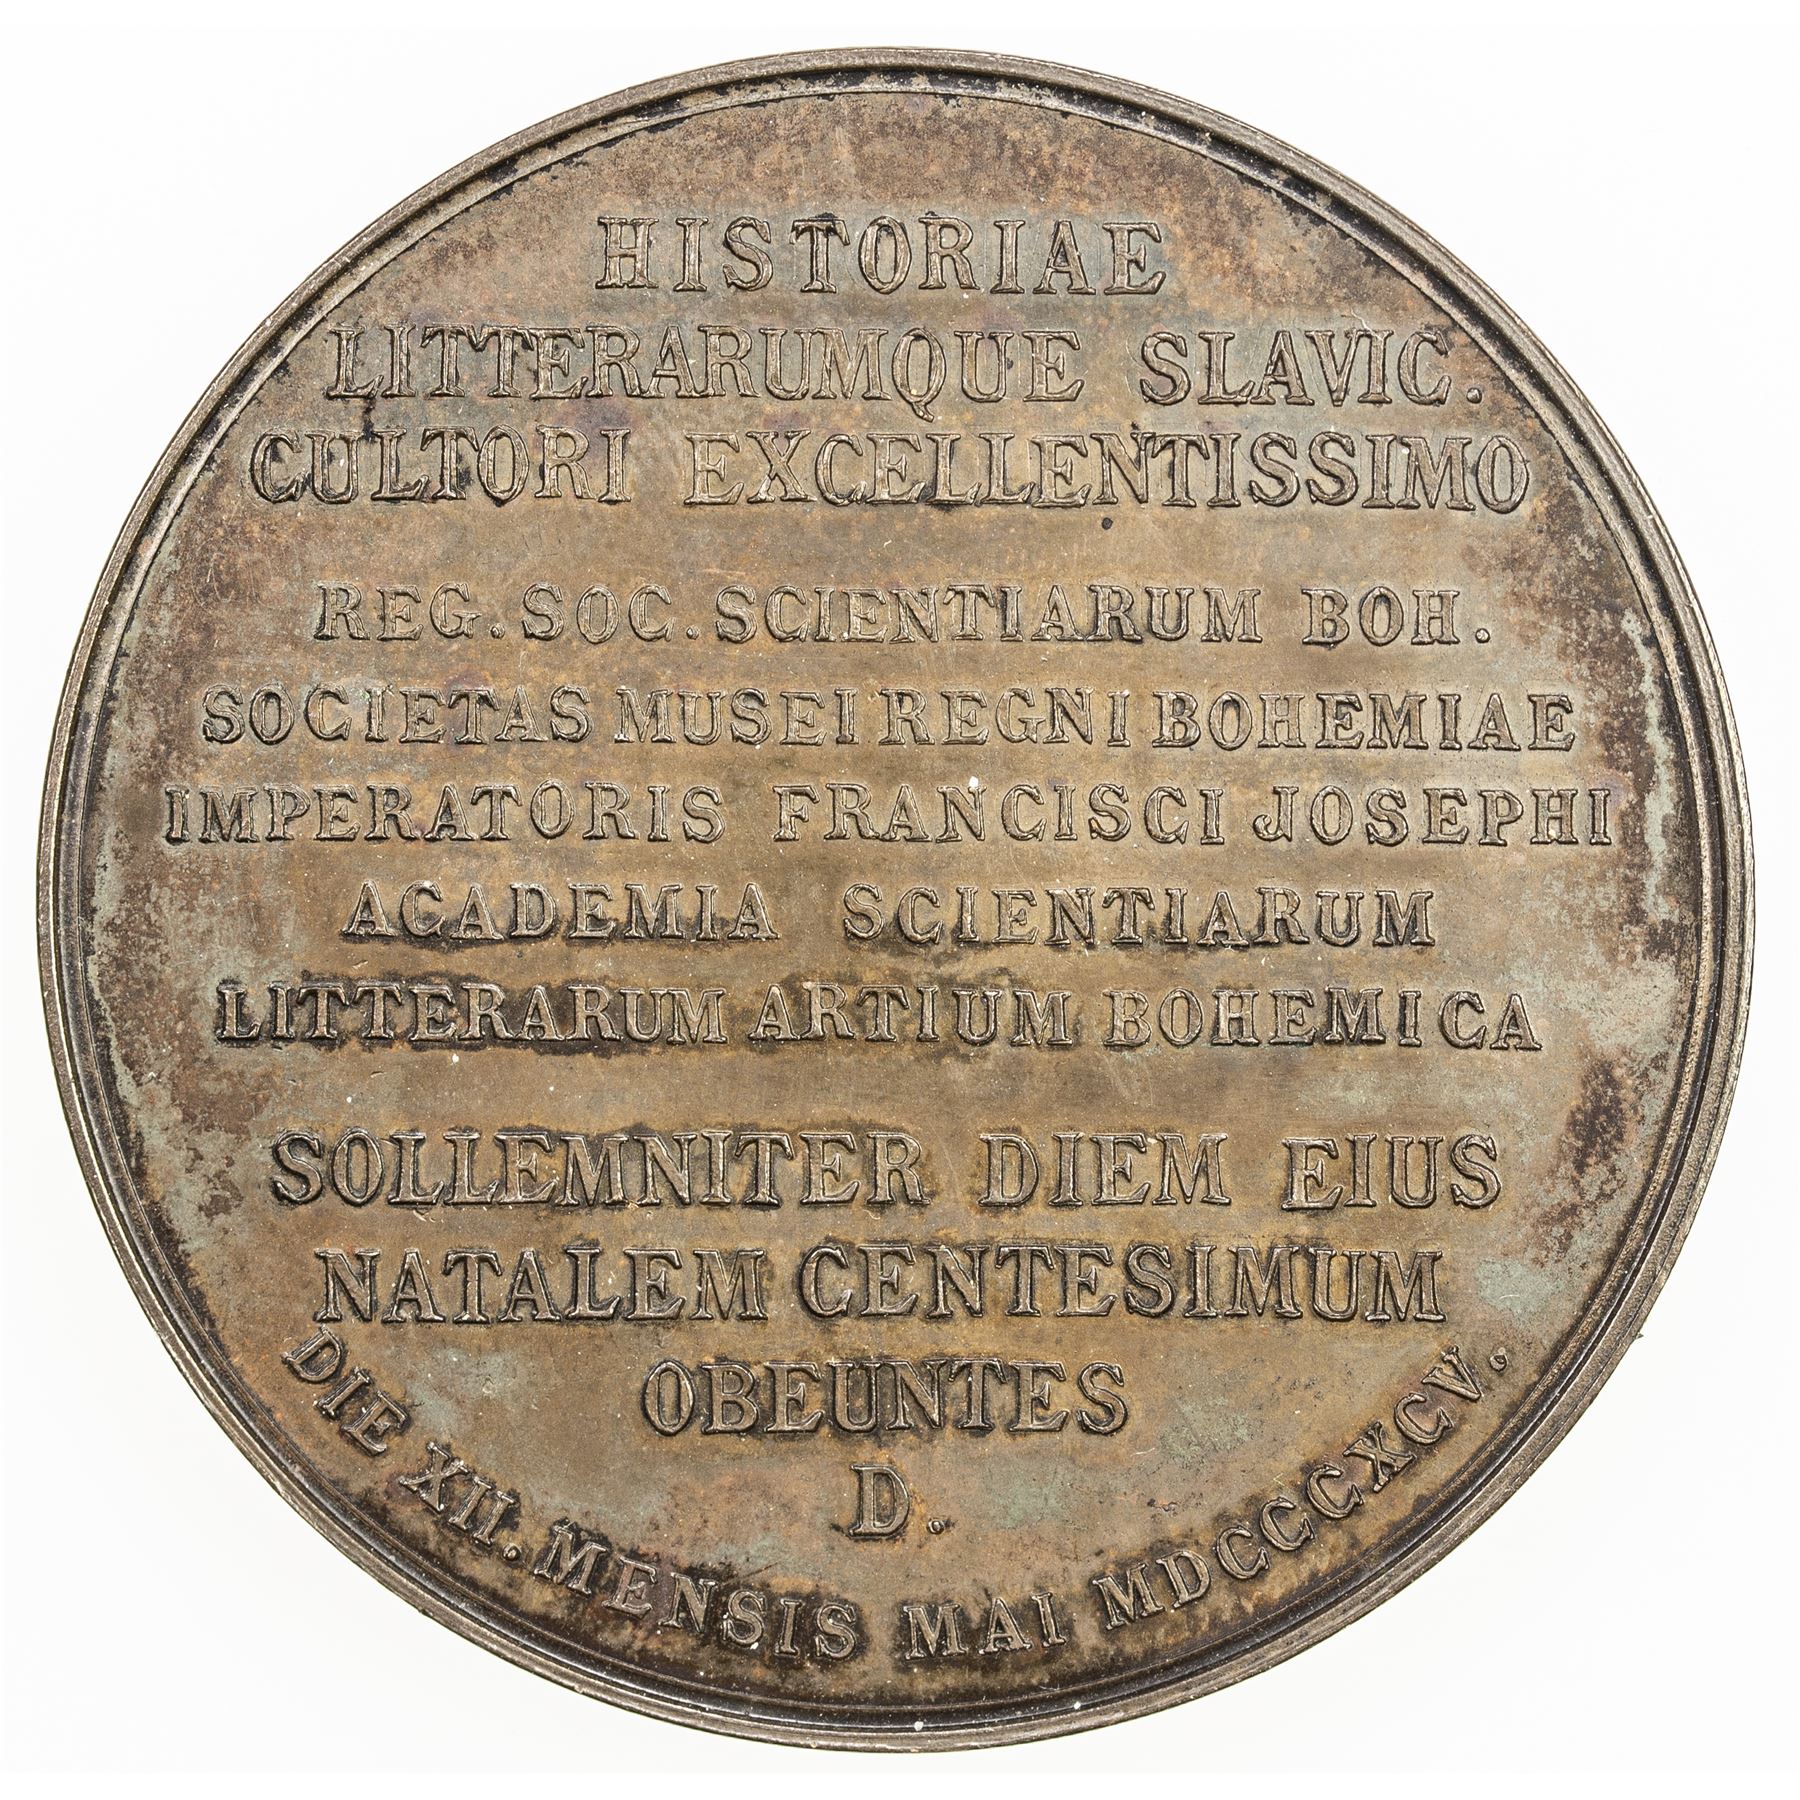 HISTORIAE
LITTERARUMQUE SLAVIC.
CULTORI EXCELLENTISSIMO
REG. SOC. SCIENTIARUM BOH.
SOCIETAS MUSEI REGNI BOHEMIAE
IMPERATORIS FRANCISCI JOSEPHI
ACADEMIA SCIENTIARUM
LITTERARUM ARTIUM BOHEMICA
SOLLEMNITER DIEM EIUS
NATALEM CENTESIMUM
OBEUNTES
D.
DIE XII. MENSIS MAI MDCCCXCV.